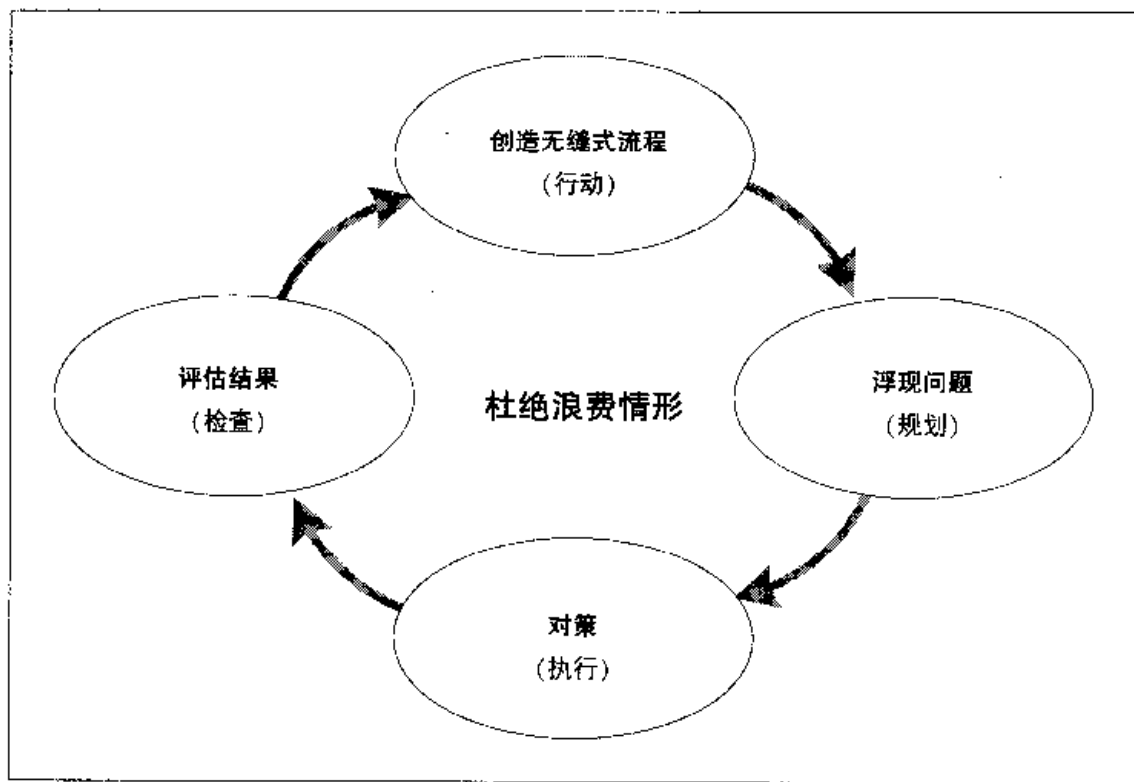 创造无缝式流程
（行动）
评估结果
（检查）
杜绝浪费情形
浮现问题
（规划）
对策
（执行）